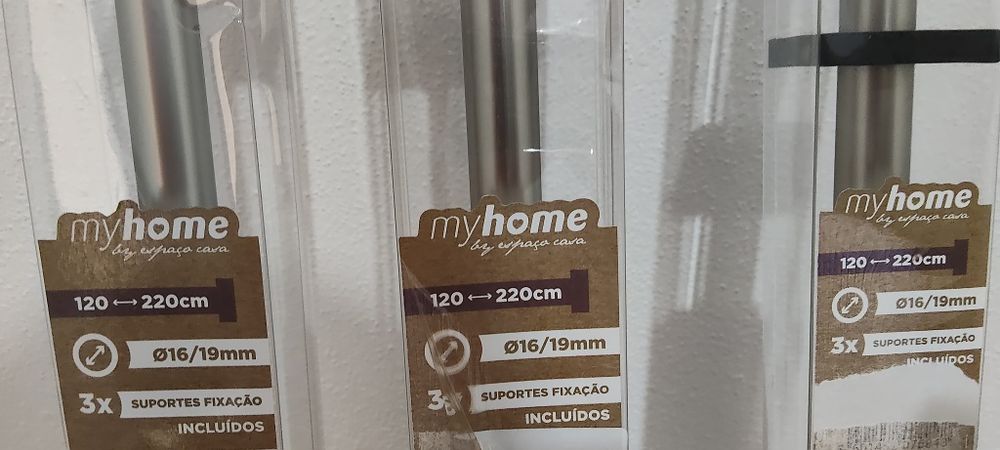 myhome
by espaço casa
120 ↔ 220cm
Ø16/19mm
3x SUPORTES FIXAÇÃO
INCLUÍDOS
myhome
by espaço casa
120 ↔ 220cm
Ø16/19mm
3x SUPORTES FIXAÇÃO
INCLUÍDOS
myhome
by espaço casa
120 ↔ 220cm
Ø16/19mm
3x SUPORTES FIXAÇÃO
INCLUÍDOS